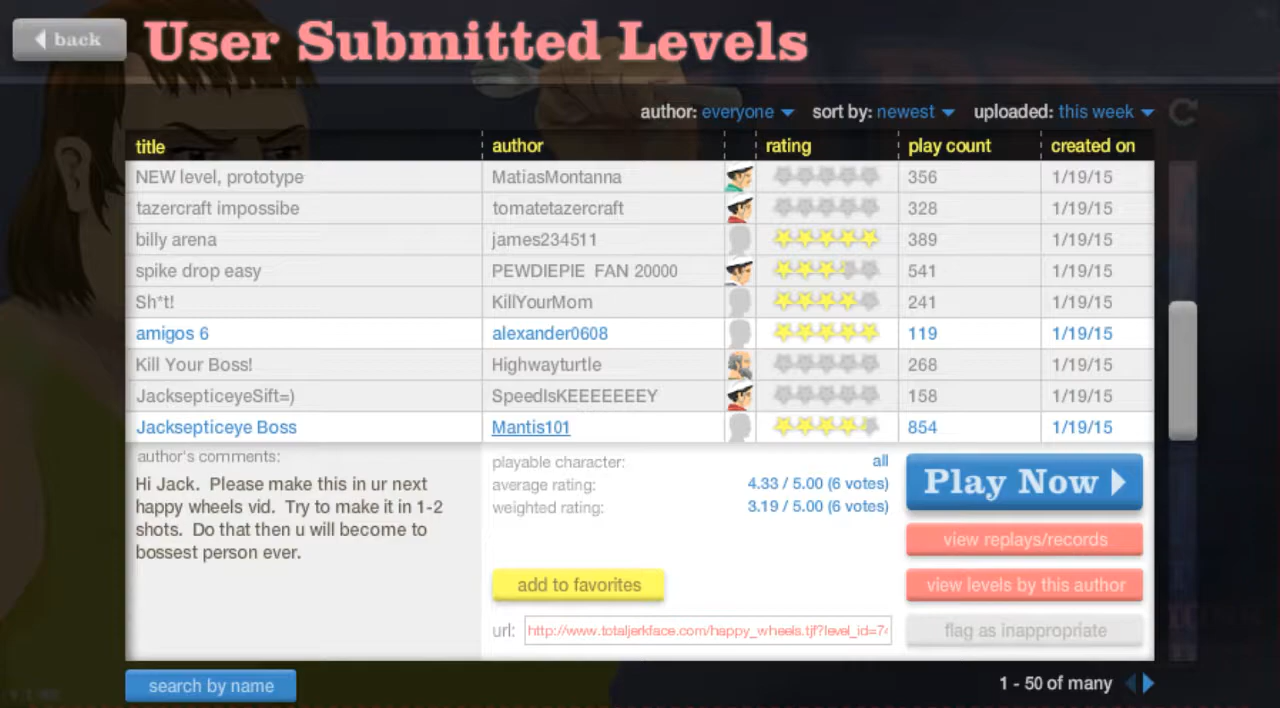 back
User Submitted Levels
author: everyone sort by: newest uploaded: this week
title author rating play count created on
NEW level, prototype MatiasMontanna 356 1/19/15
tazercraft impossibe tomatetazercraft 328 1/19/15
billy arena james234511 389 1/19/15
spike drop easy PEWDIEPIE FAN 20000 541 1/19/15
Sh*t! KillYourMom 241 1/19/15
amigos 6 alexander0608 119 1/19/15
Kill Your Boss! Highwayturtle 268 1/19/15
JacksepticeyeSift=) SpeedIsKEEEEEEEY 158 1/19/15
Jacksepticeye Boss Mantis101 854 1/19/15
author's comments:
Hi Jack. Please make this in ur next
happy wheels vid. Try to make it in 1-2
shots. Do that then u will become to
bossest person ever.
playable character: all
average rating: 4.33 / 5.00 (6 votes)
weighted rating: 3.19 / 5.00 (6 votes)
add to favorites
url: http://www.totaljerkface.com/happy_wheels.tjf?level_id=7
Play Now
view replays/records
view levels by this author
flag as inappropriate
search by name
1 - 50 of many